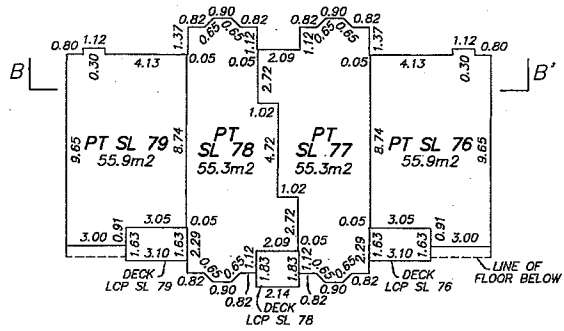 0.90 0.90
0.82 0.65 0.65 0.82 0.82 0.65 0.65 0.82
1.12 1.37 1.12 1.12 1.37 1.12
0.80 0.30 4.13 0.05 0.05 2.09 0.05 4.13 0.30 0.80
B B'
2.72
1.02
PT SL 79
55.9m2
PT
SL 78
55.3m2
PT
SL 77
55.3m2
PT SL 76
55.9m2
9.65 8.74 4.72 8.74 9.65
1.02
2.72
0.91 3.05 0.05 0.05 0.05 3.05 0.91
3.00 1.63 1.63 2.29 1.12 2.09 1.12 2.29 1.63 1.63 3.00
3.10 0.65 0.65 1.83 1.83 0.65 0.65 3.10
0.82 0.90 0.82 2.14 0.82 0.90 0.82
DECK
LCP SL 79
DECK
LCP SL 78
DECK
LCP SL 76
LINE OF
FLOOR BELOW